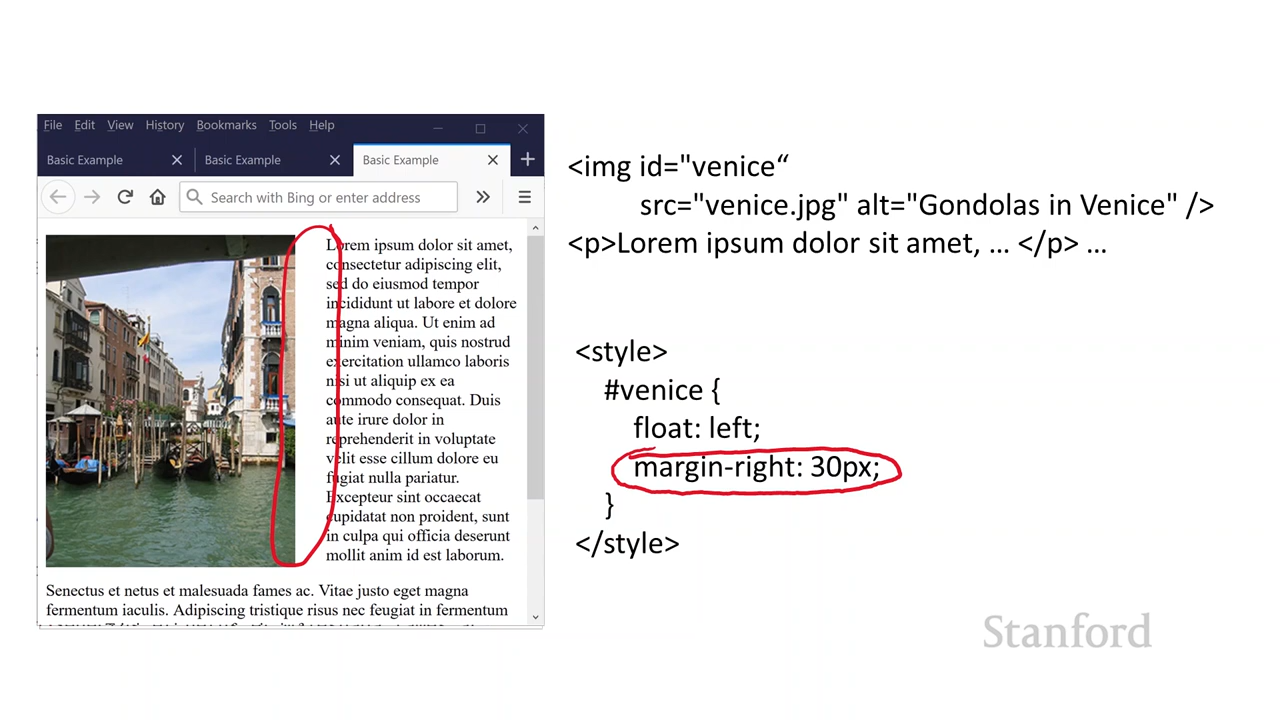 File Edit View History Bookmarks Tools Help
Basic Example Basic Example Basic Example
Search with Bing or enter address
Lorem ipsum dolor sit amet,
consectetur adipiscing elit,
sed do eiusmod tempor
incididunt ut labore et dolore
magna aliqua. Ut enim ad
minim veniam, quis nostrud
exercitation ullamco laboris
nisi ut aliquip ex ea
commodo consequat. Duis
aute irure dolor in
reprehenderit in voluptate
velit esse cillum dolore eu
fugiat nulla pariatur.
Excepteur sint occaecat
cupidatat non proident, sunt
in culpa qui officia deserunt
mollit anim id est laborum.
Senectus et netus et malesuada fames ac. Vitae justo eget magna
fermentum iaculis. Adipiscing tristique risus nec feugiat in fermentum
<img id="venice“
src="venice.jpg" alt="Gondolas in Venice" />
<p>Lorem ipsum dolor sit amet, … </p> …
<style>
#venice {
float: left;
margin-right: 30px;
}
</style>
Stanford